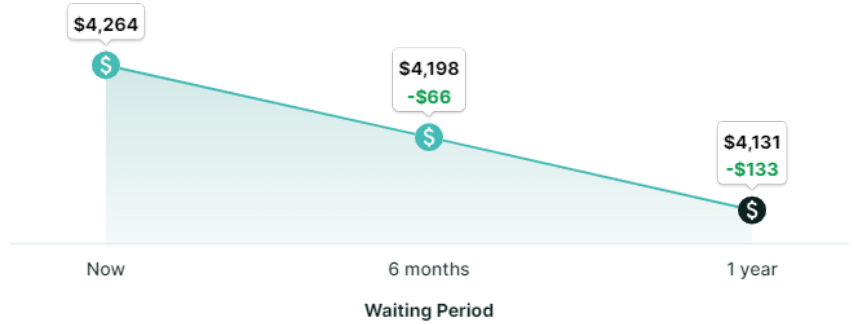 $4,264
$4,198
-$66
$4,131
-$133
$
$
$
Now
6 months
1 year
Waiting Period